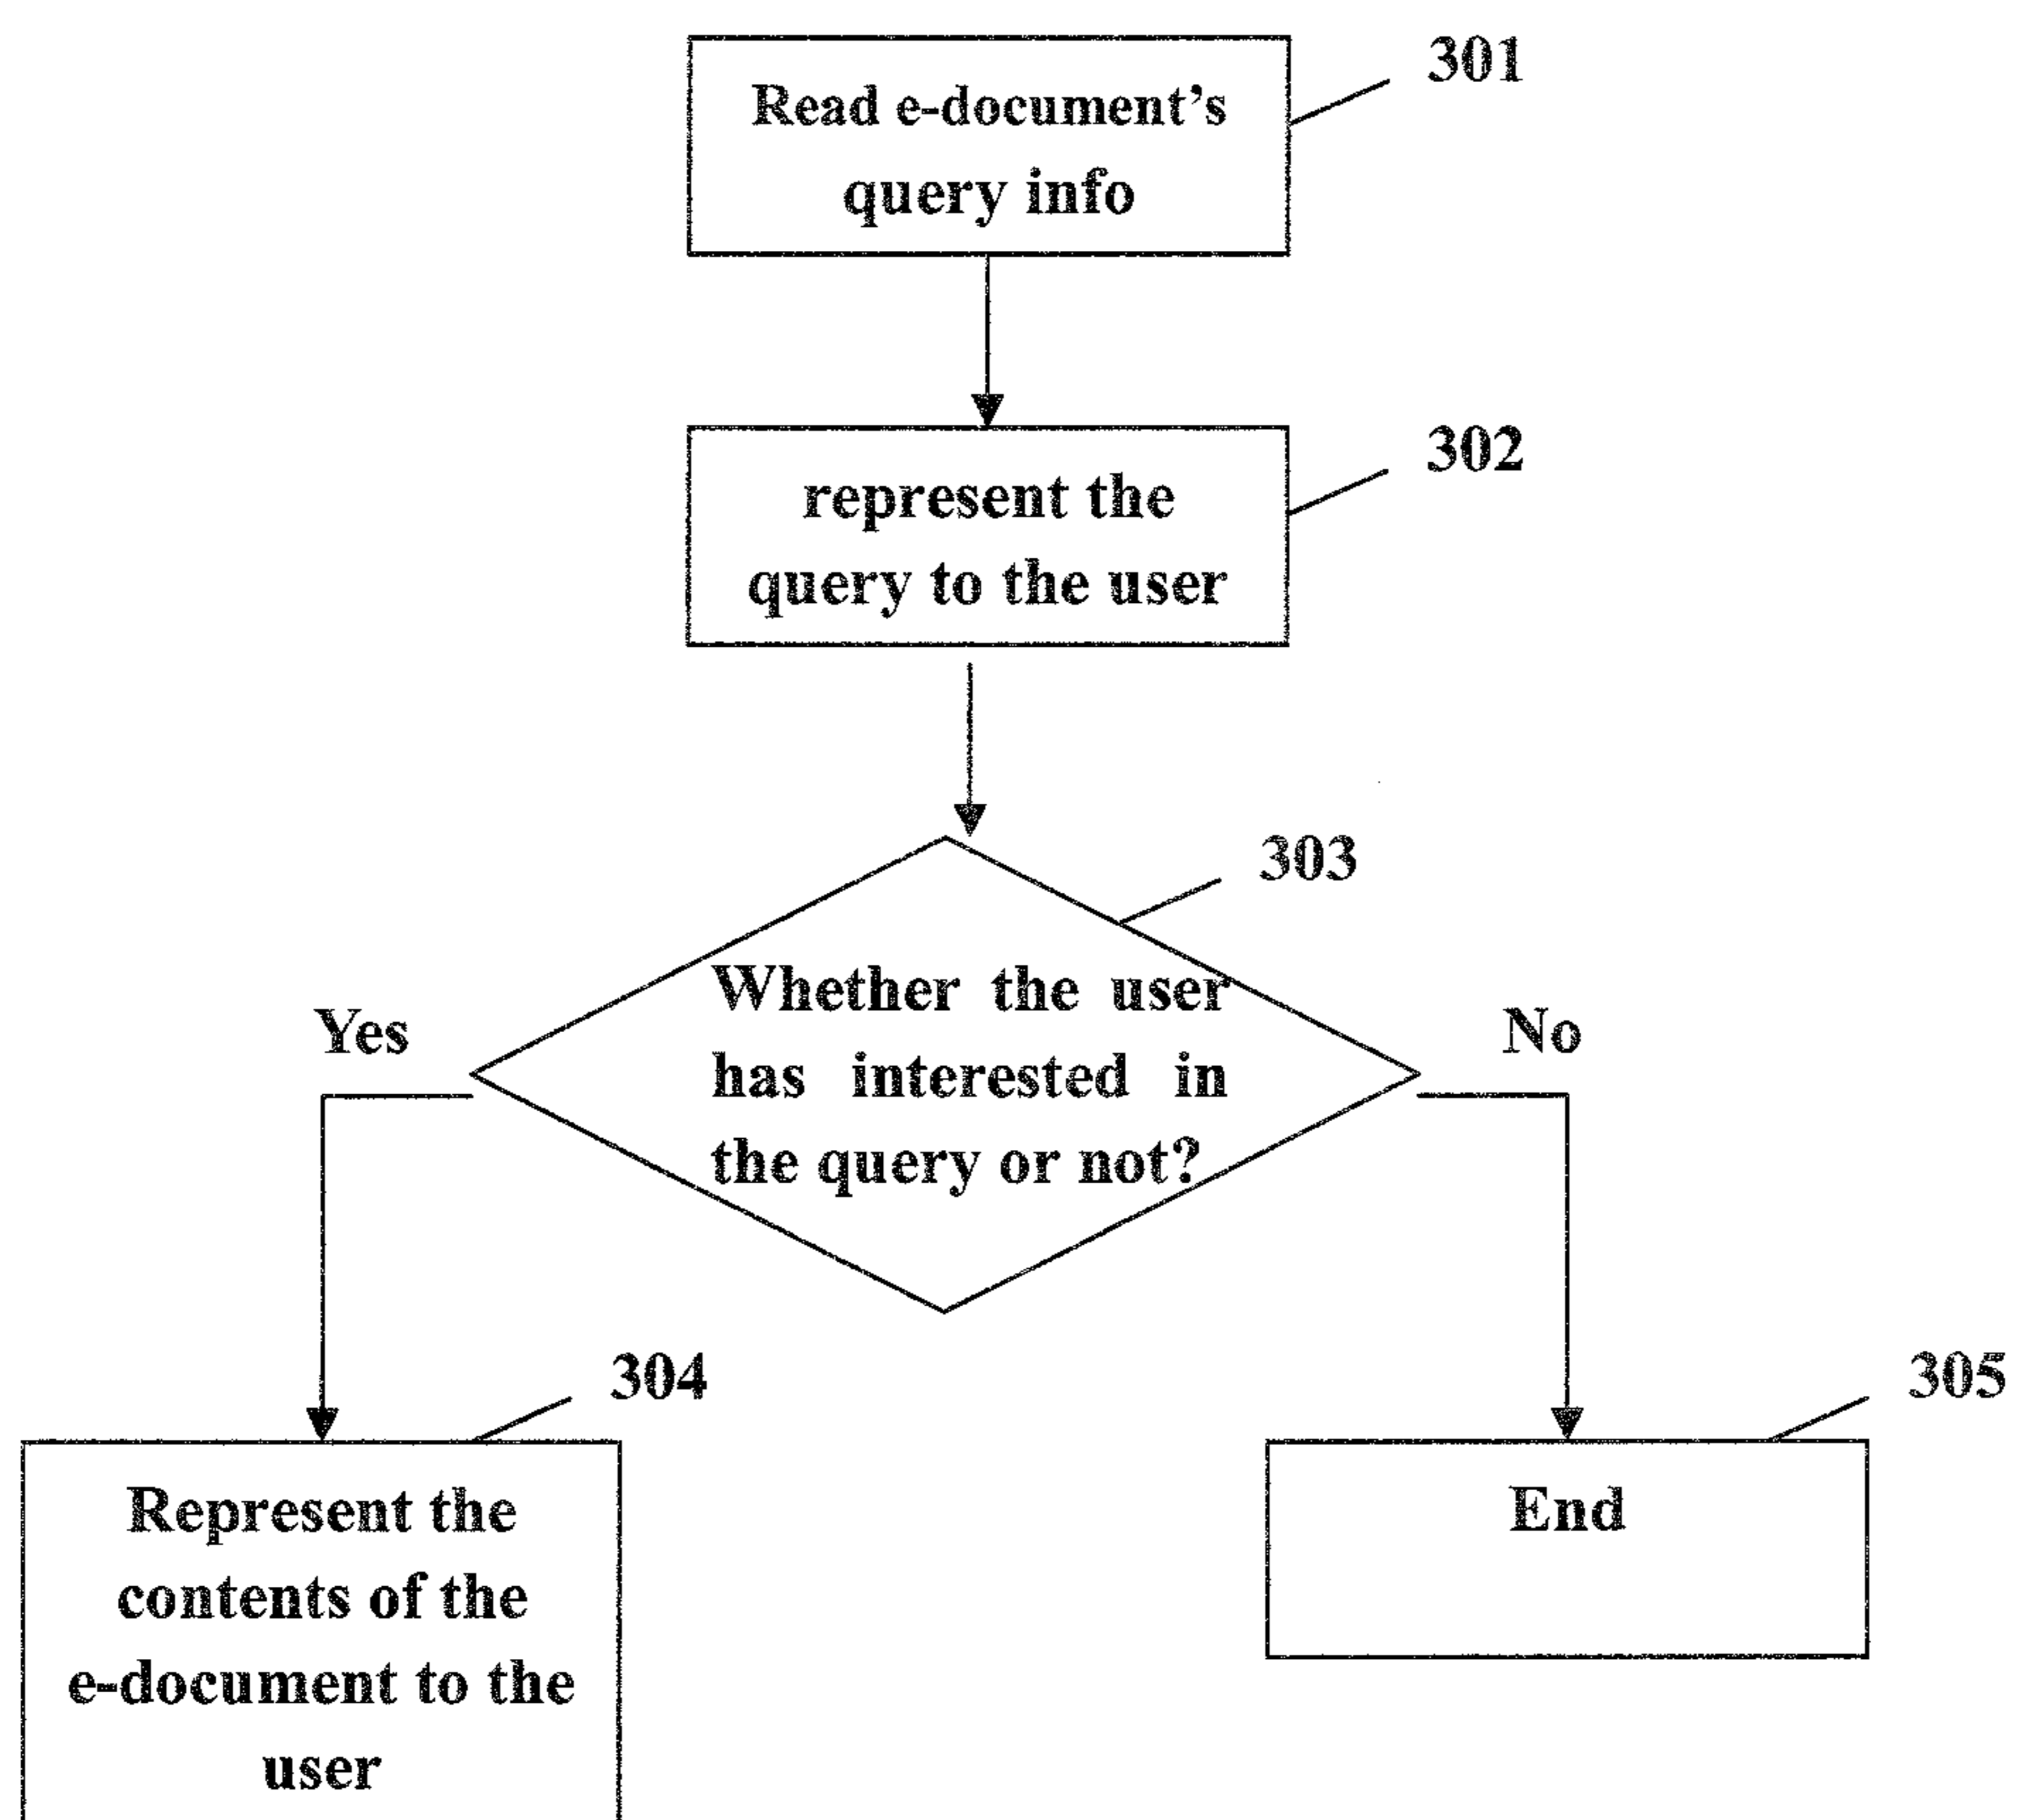 301
Read e-document's
query info
302
represent the
query to the user
303
Whether the user
has interested in
the query or not?
Yes
No
304
Represent the
contents of the
e-document to the
user
305
End